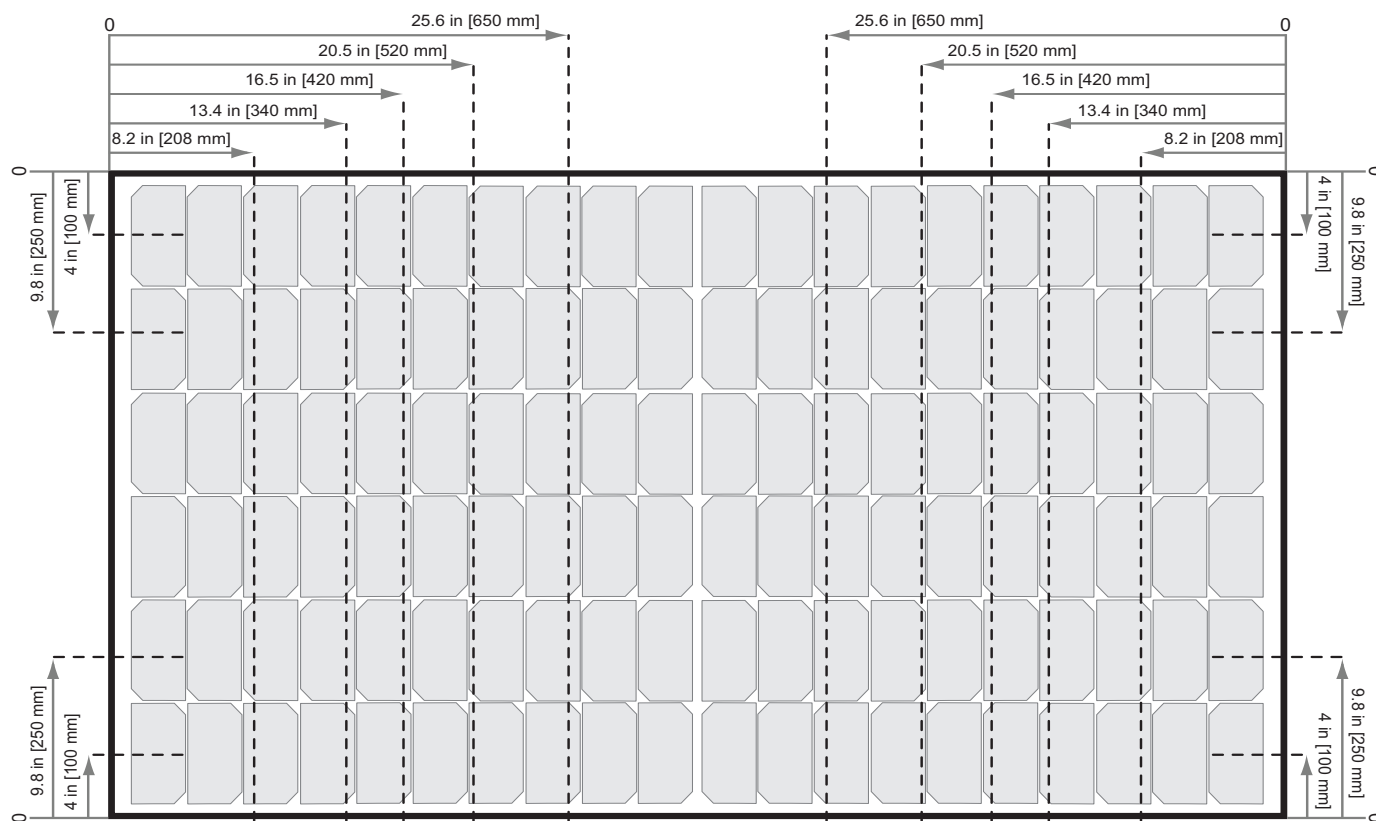 0
25.6 in [650 mm]
25.6 in [650 mm]
0
20.5 in [520 mm]
20.5 in [520 mm]
16.5 in [420 mm]
16.5 in [420 mm]
13.4 in [340 mm]
13.4 in [340 mm]
8.2 in [208 mm]
8.2 in [208 mm]
0
0
9.8 in [250 mm]
4 in [100 mm]
4 in [100 mm]
9.8 in [250 mm]
9.8 in [250 mm]
4 in [100 mm]
4 in [100 mm]
9.8 in [250 mm]
0
0